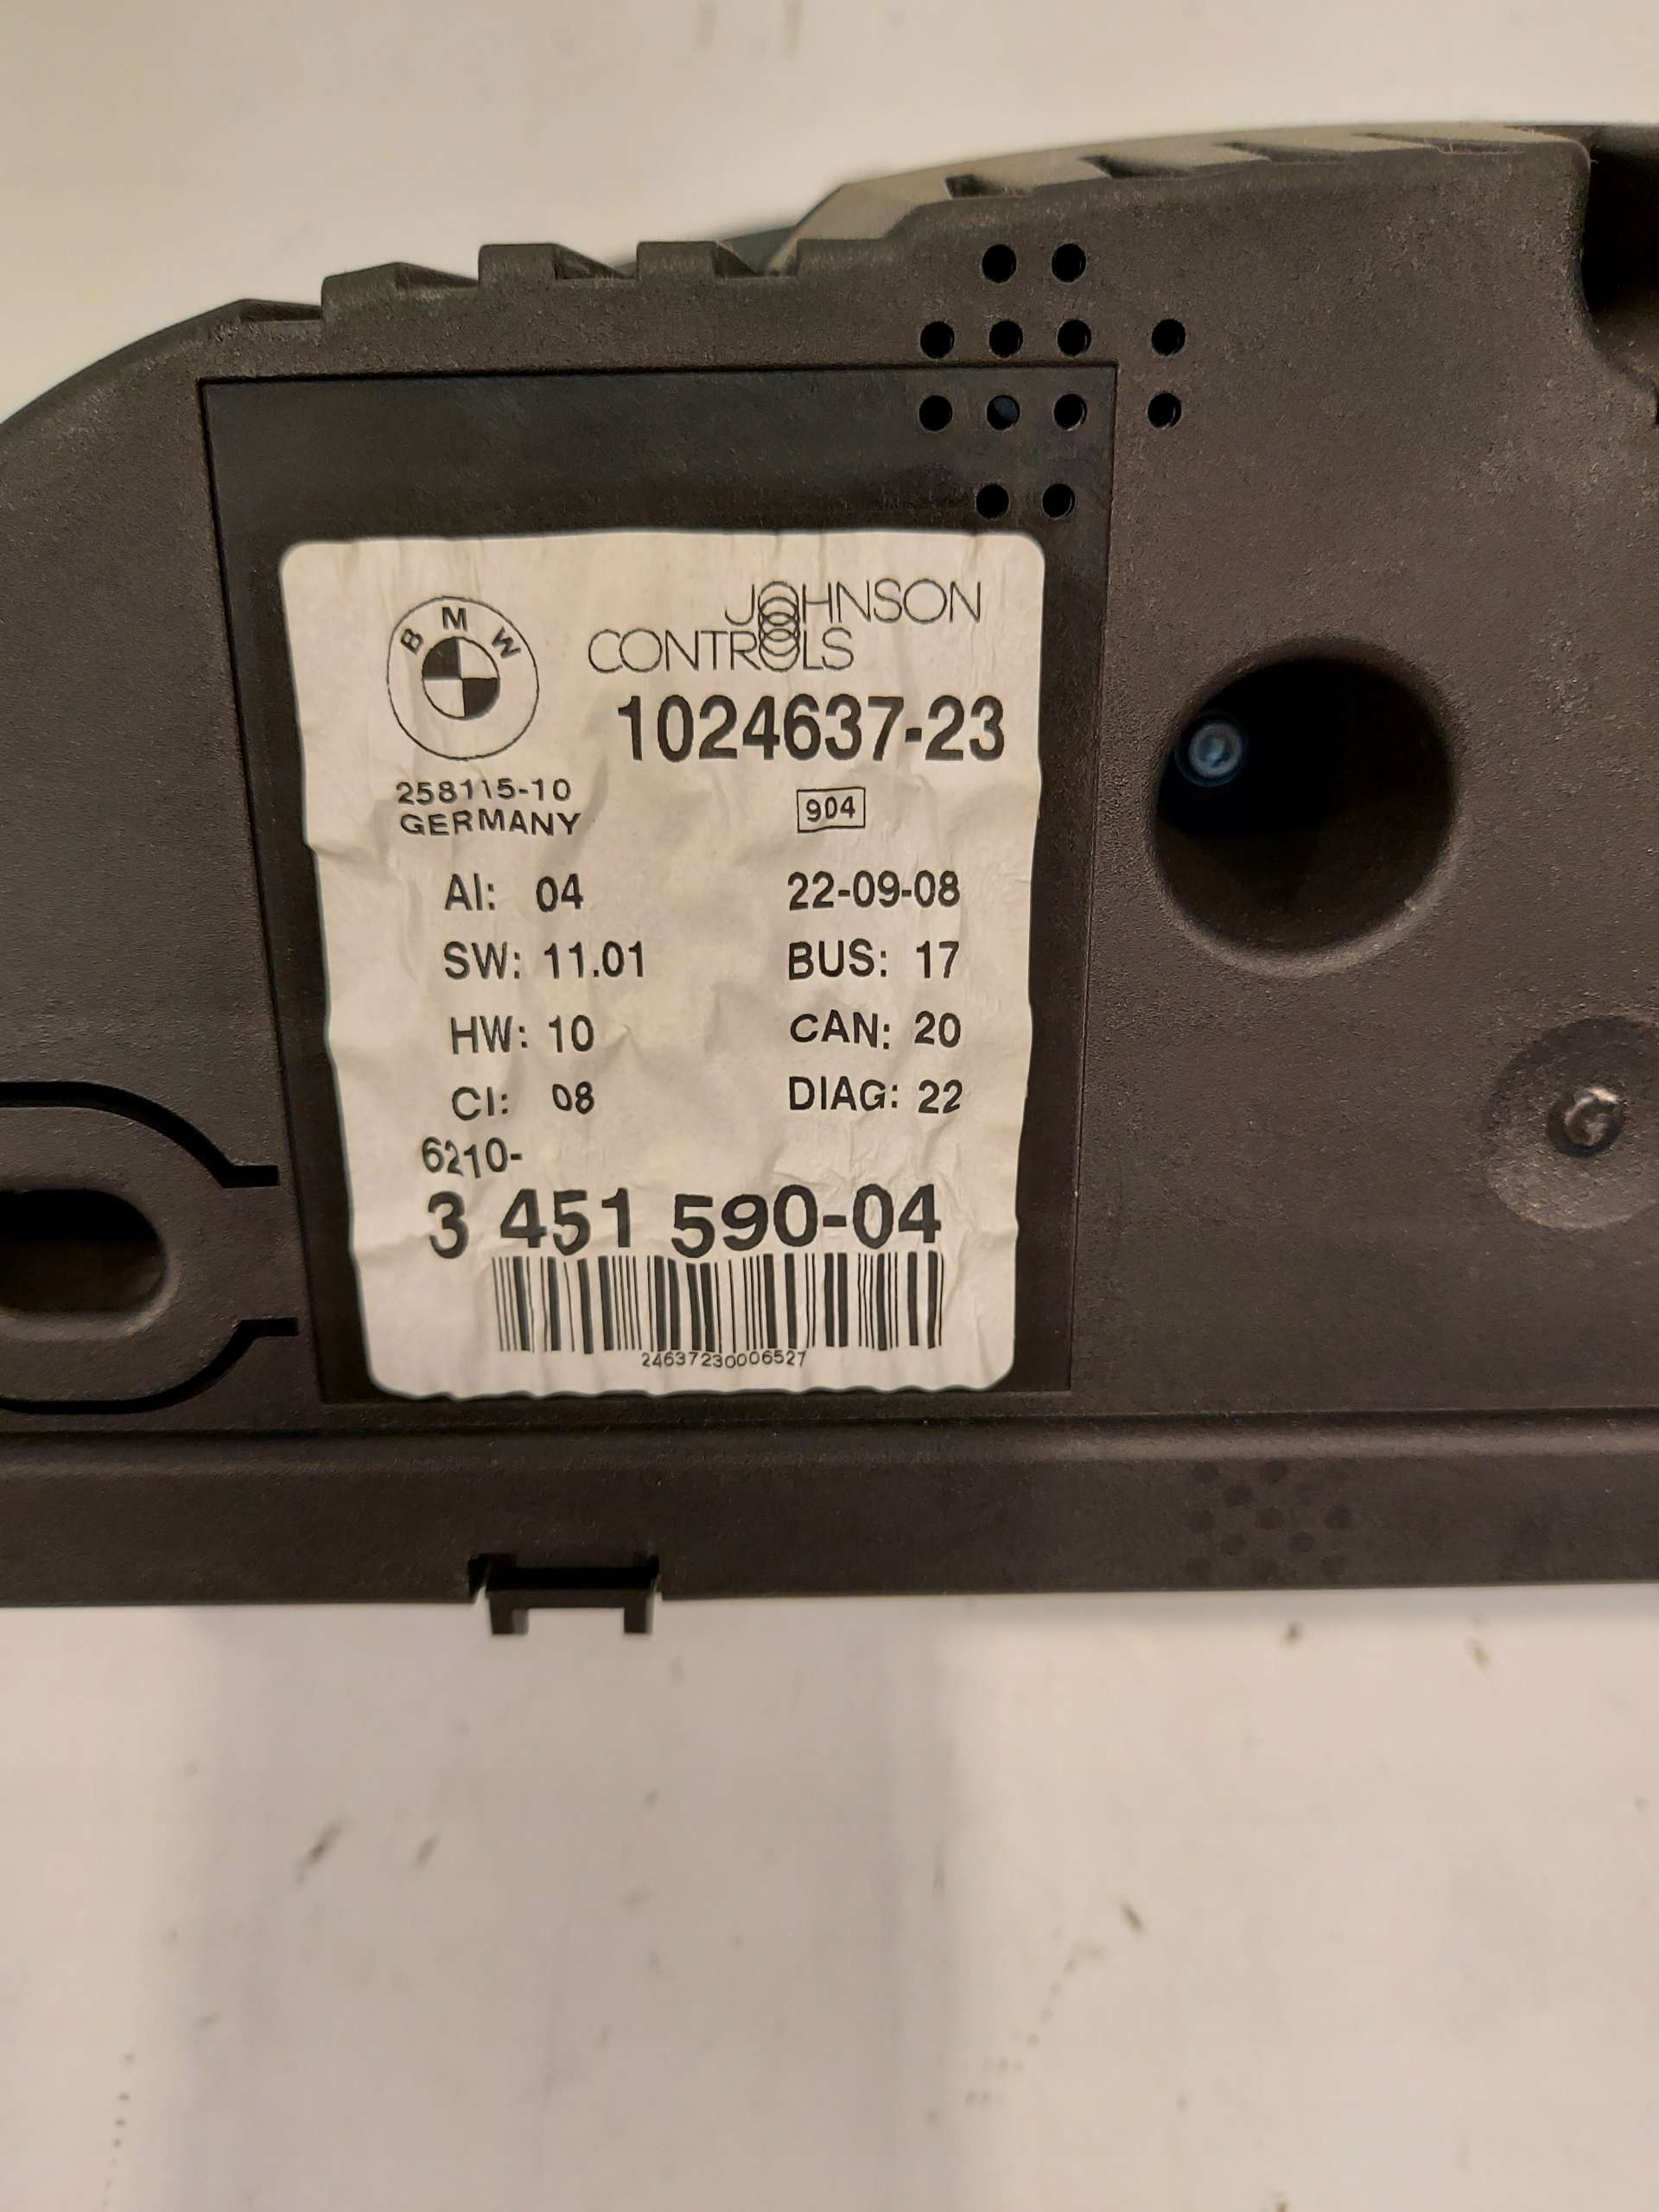 BMW
JOHNSON
CONTROLS
1024637-23
258115-10
GERMANY
904
AI: 04 22-09-08
SW: 11.01 BUS: 17
HW: 10 CAN: 20
CI: 08 DIAG: 22
6210-
3 451 590-04
24637230006527